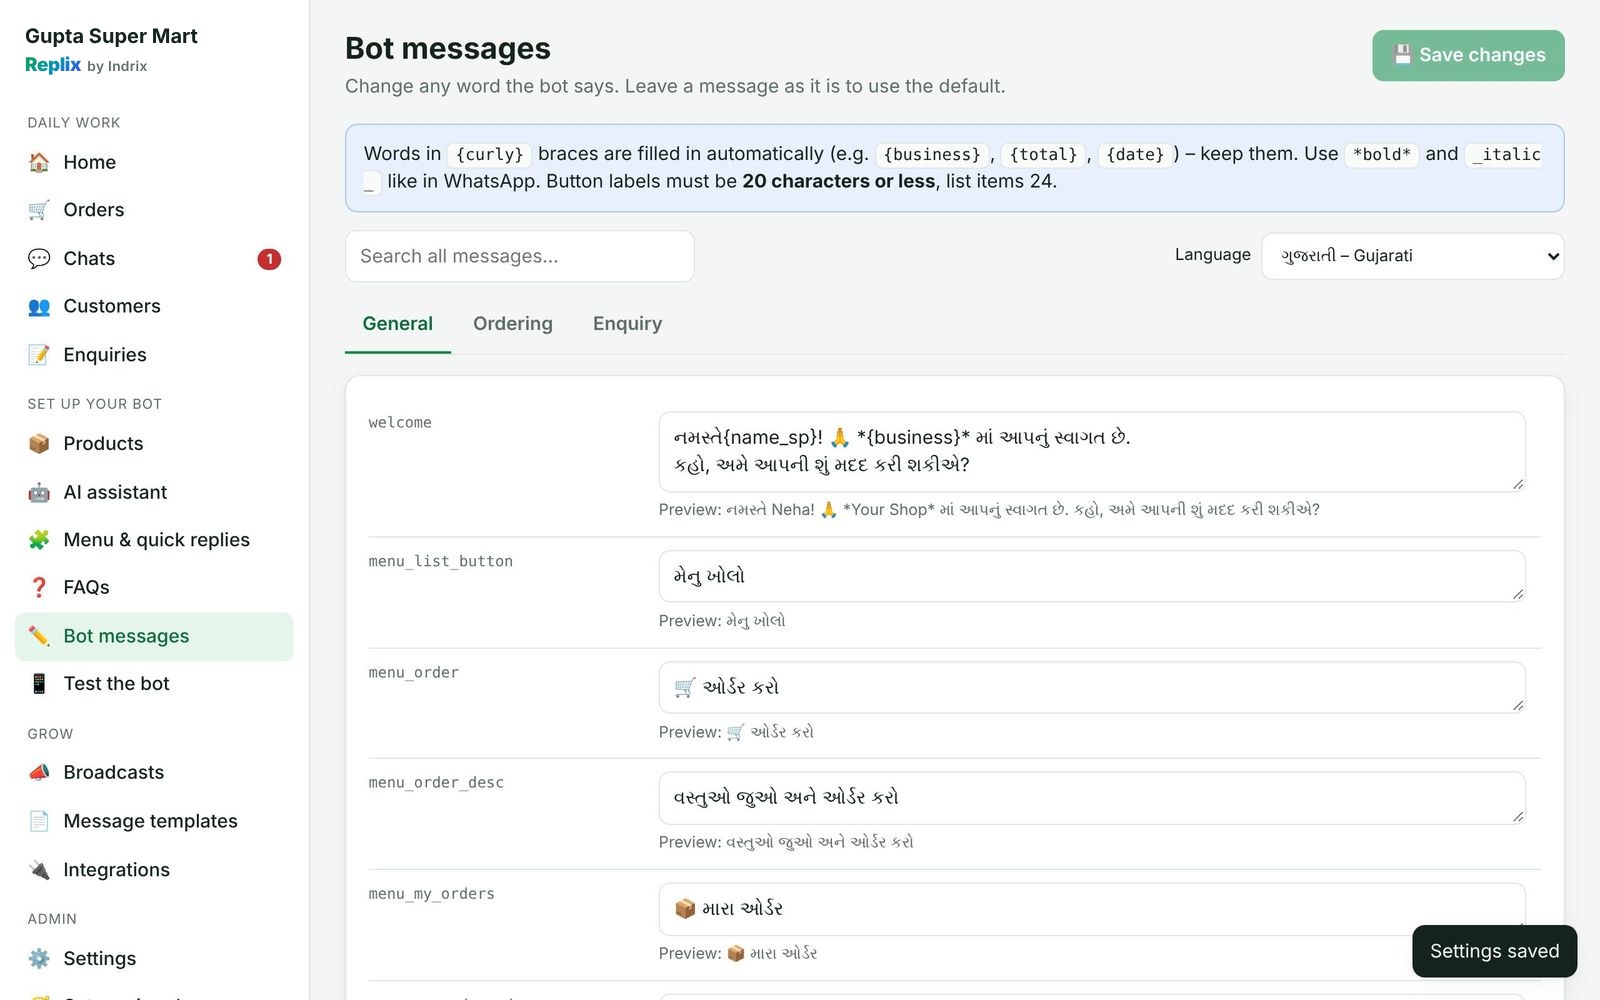 Gupta Super Mart
Replix by Indrix
DAILY WORK
Home
Orders
Chats 1
Customers
Enquiries
SET UP YOUR BOT
Products
AI assistant
Menu & quick replies
FAQs
Bot messages
Test the bot
GROW
Broadcasts
Message templates
Integrations
ADMIN
Settings
Bot messages
Change any word the bot says. Leave a message as it is to use the default.
Save changes
Words in {curly} braces are filled in automatically (e.g. {business}, {total}, {date}) – keep them. Use *bold* and _italic
_ like in WhatsApp. Button labels must be 20 characters or less, list items 24.
Search all messages...
Language ગુજરાતી – Gujarati
General Ordering Enquiry
welcome
નમસ્તે{name_sp}! 🙏 *{business}* માં આપનું સ્વાગત છે.
કહો, અમે આપની શું મદદ કરી શકીએ?
Preview: નમસ્તે Neha! 🙏 *Your Shop* માં આપનું સ્વાગત છે. કહો, અમે આપની શું મદદ કરી શકીએ?
menu_list_button
મેનુ ખોલો
Preview: મેનુ ખોલો
menu_order
🛒 ઓર્ડર કરો
Preview: 🛒 ઓર્ડર કરો
menu_order_desc
વસ્તુઓ જુઓ અને ઓર્ડર કરો
Preview: વસ્તુઓ જુઓ અને ઓર્ડર કરો
menu_my_orders
📦 મારા ઓર્ડર
Preview: 📦 મારા ઓર્ડર
Settings saved